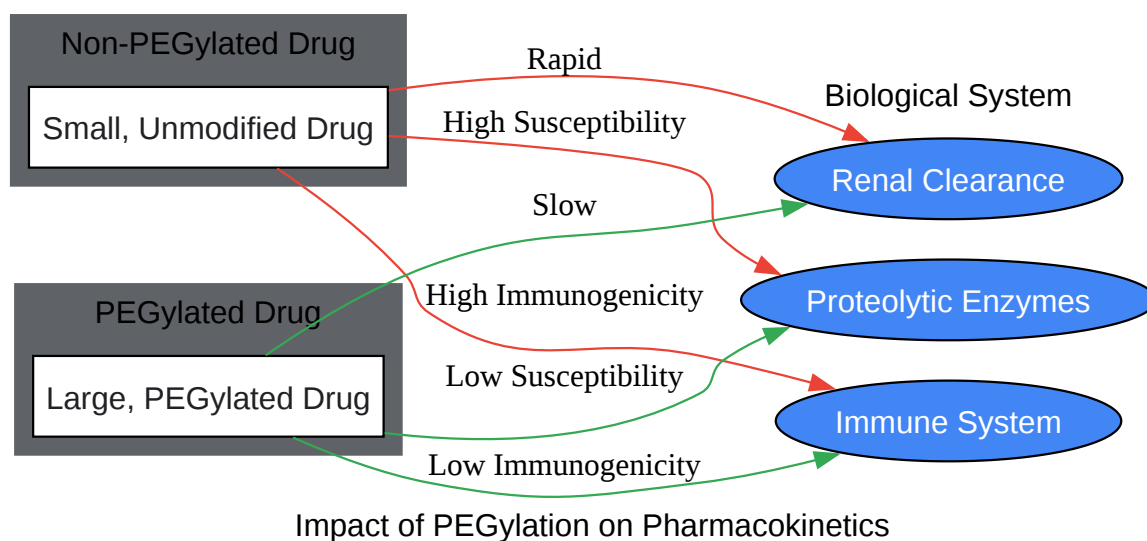 Non-PEGylated Drug
Small, Unmodified Drug
Rapid
High Susceptibility
Biological System
Renal Clearance
Slow
PEGylated Drug
Large, PEGylated Drug
High Immunogenicity
Proteolytic Enzymes
Low Susceptibility
Immune System
Low Immunogenicity
Impact of PEGylation on Pharmacokinetics